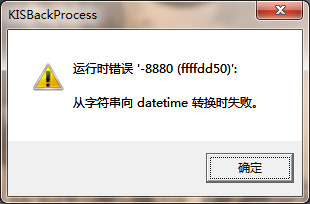 KISBackProcess
运行时错误 '-8880 (ffffdd50)':
从字符串向 datetime 转换时失败。
确定